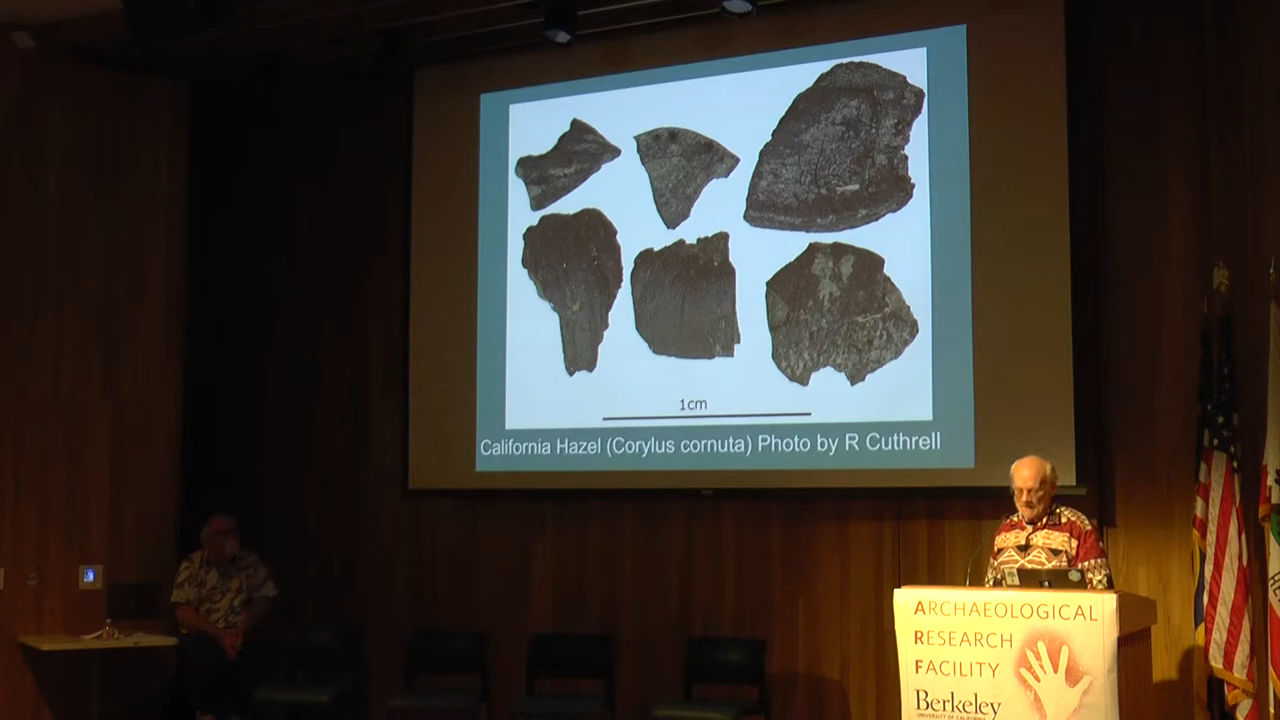 1cm
California Hazel (Corylus cornuta) Photo by R Cuthrell
ARCHAEOLOGICAL
RESEARCH
FACILITY
Berkeley
UNIVERSITY OF CALIFORNIA